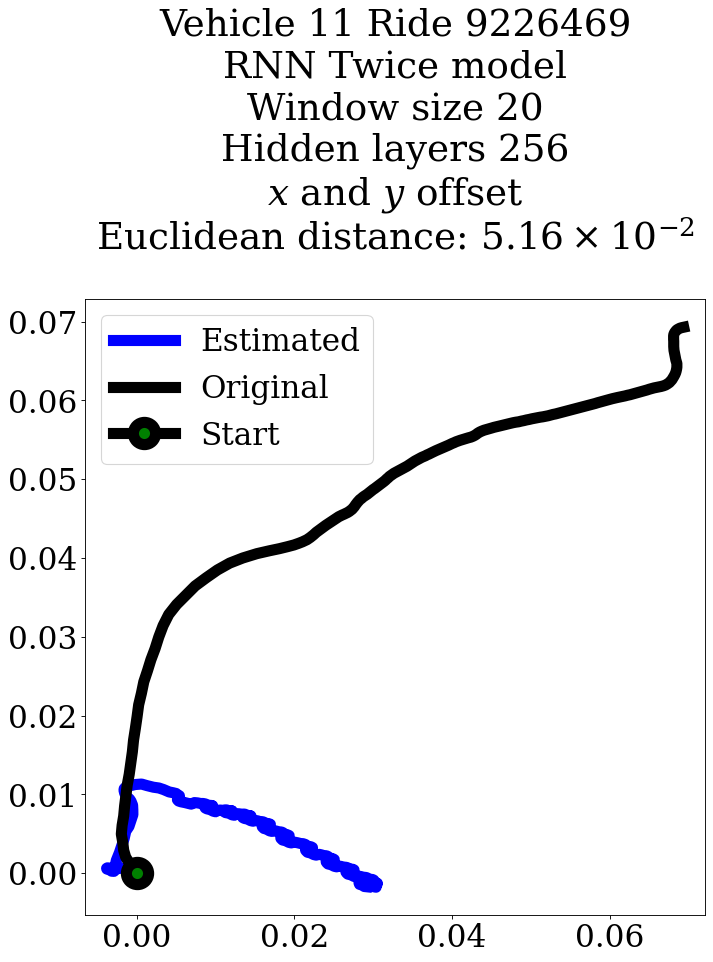 Vehicle 11 Ride 9226469
RNN Twice model
Window size 20
Hidden layers 256
x and y offset
Euclidean distance: 5.16 × 10⁻²
Estimated
Original
Start
0.07
0.06
0.05
0.04
0.03
0.02
0.01
0.00
0.00 0.02 0.04 0.06